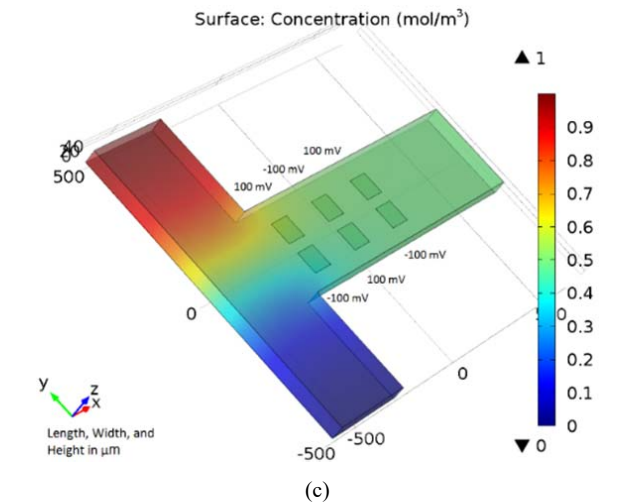 Surface: Concentration (mol/m³)
▲ 1
0.9
0.8
0.7
0.6
0.5
0.4
0.3
0.2
0.1
0
▼ 0
500
0
-500
-500
0
100 mV
-100 mV
100 mV
-100 mV
100 mV
-100 mV
y
z
x
Length, Width, and
Height in μm
(c)